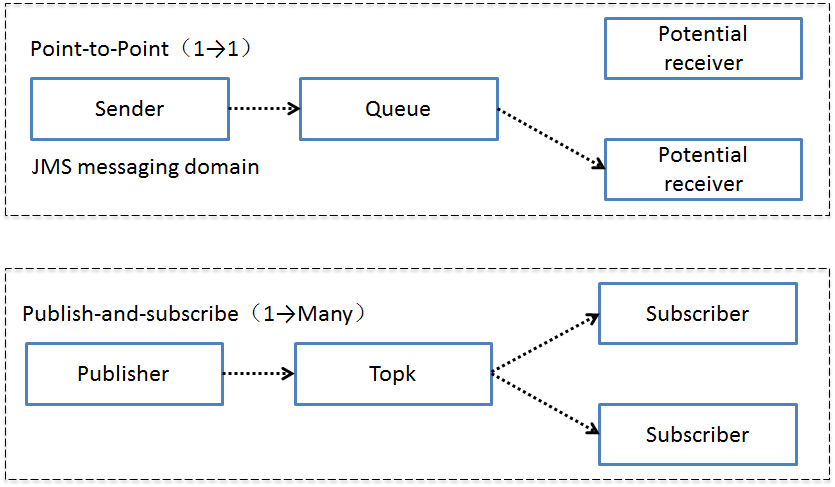 Point-to-Point（1→1）
Potential
receiver
Sender
Queue
Potential
receiver
JMS messaging domain
Publish-and-subscribe（1→Many）
Subscriber
Publisher
Topk
Subscriber